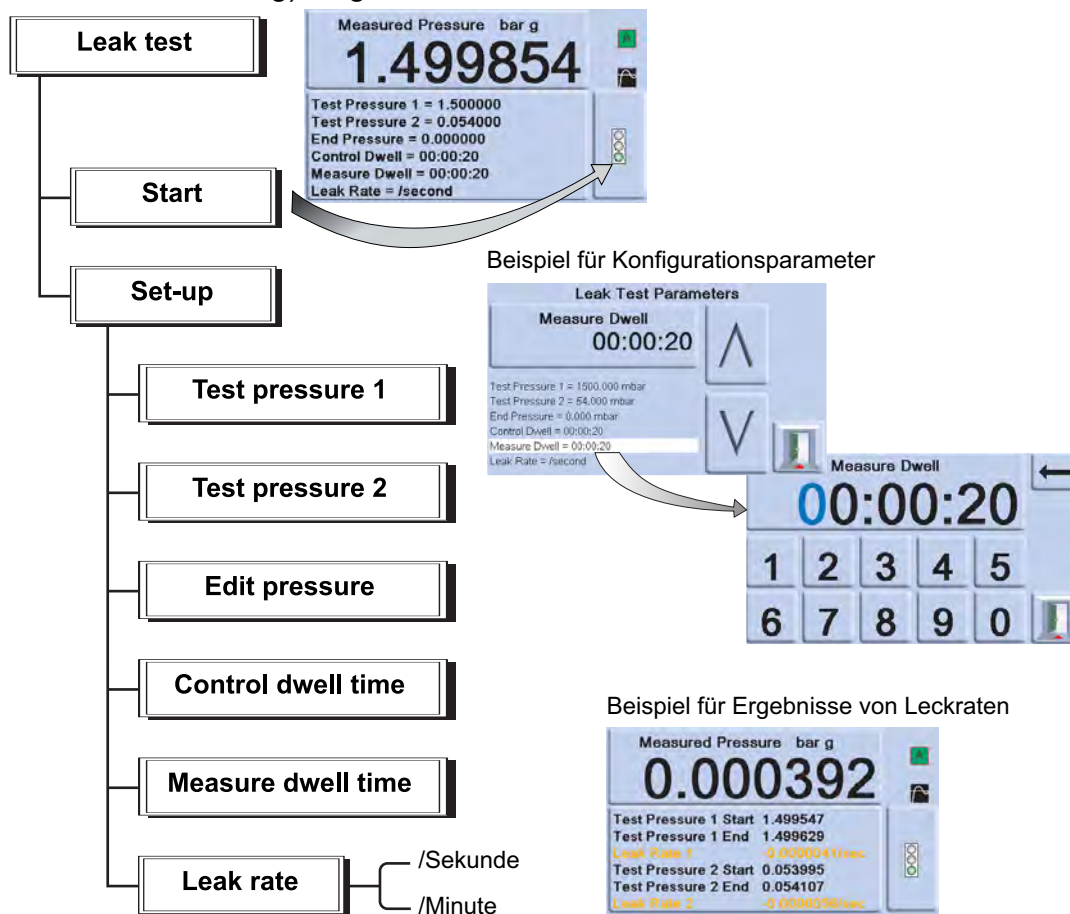 Leak test
Measured Pressure bar g
1.499854
A
Test Pressure 1 = 1.500000
Test Pressure 2 = 0.054000
End Pressure = 0.000000
Control Dwell = 00:00:20
Measure Dwell = 00:00:20
Leak Rate = /second
Start
Set-up
Beispiel für Konfigurationsparameter
Leak Test Parameters
Measure Dwell
00:00:20
Test Pressure 1 = 1500.000 mbar
Test Pressure 2 = 54.000 mbar
End Pressure = 0.000 mbar
Control Dwell = 00:00:20
Measure Dwell = 00:00:20
Leak Rate = /second
Measure Dwell
00:00:20
1 2 3 4 5
6 7 8 9 0
Test pressure 1
Test pressure 2
Edit pressure
Control dwell time
Measure dwell time
Leak rate
/Sekunde
/Minute
Beispiel für Ergebnisse von Leckraten
Measured Pressure bar g
0.000392
A
Test Pressure 1 Start 1.499547
Test Pressure 1 End 1.499629
Leak Rate 1 -0.0000041/sec
Test Pressure 2 Start 0.053995
Test Pressure 2 End 0.054107
Leak Rate 2 -0.0000056/sec